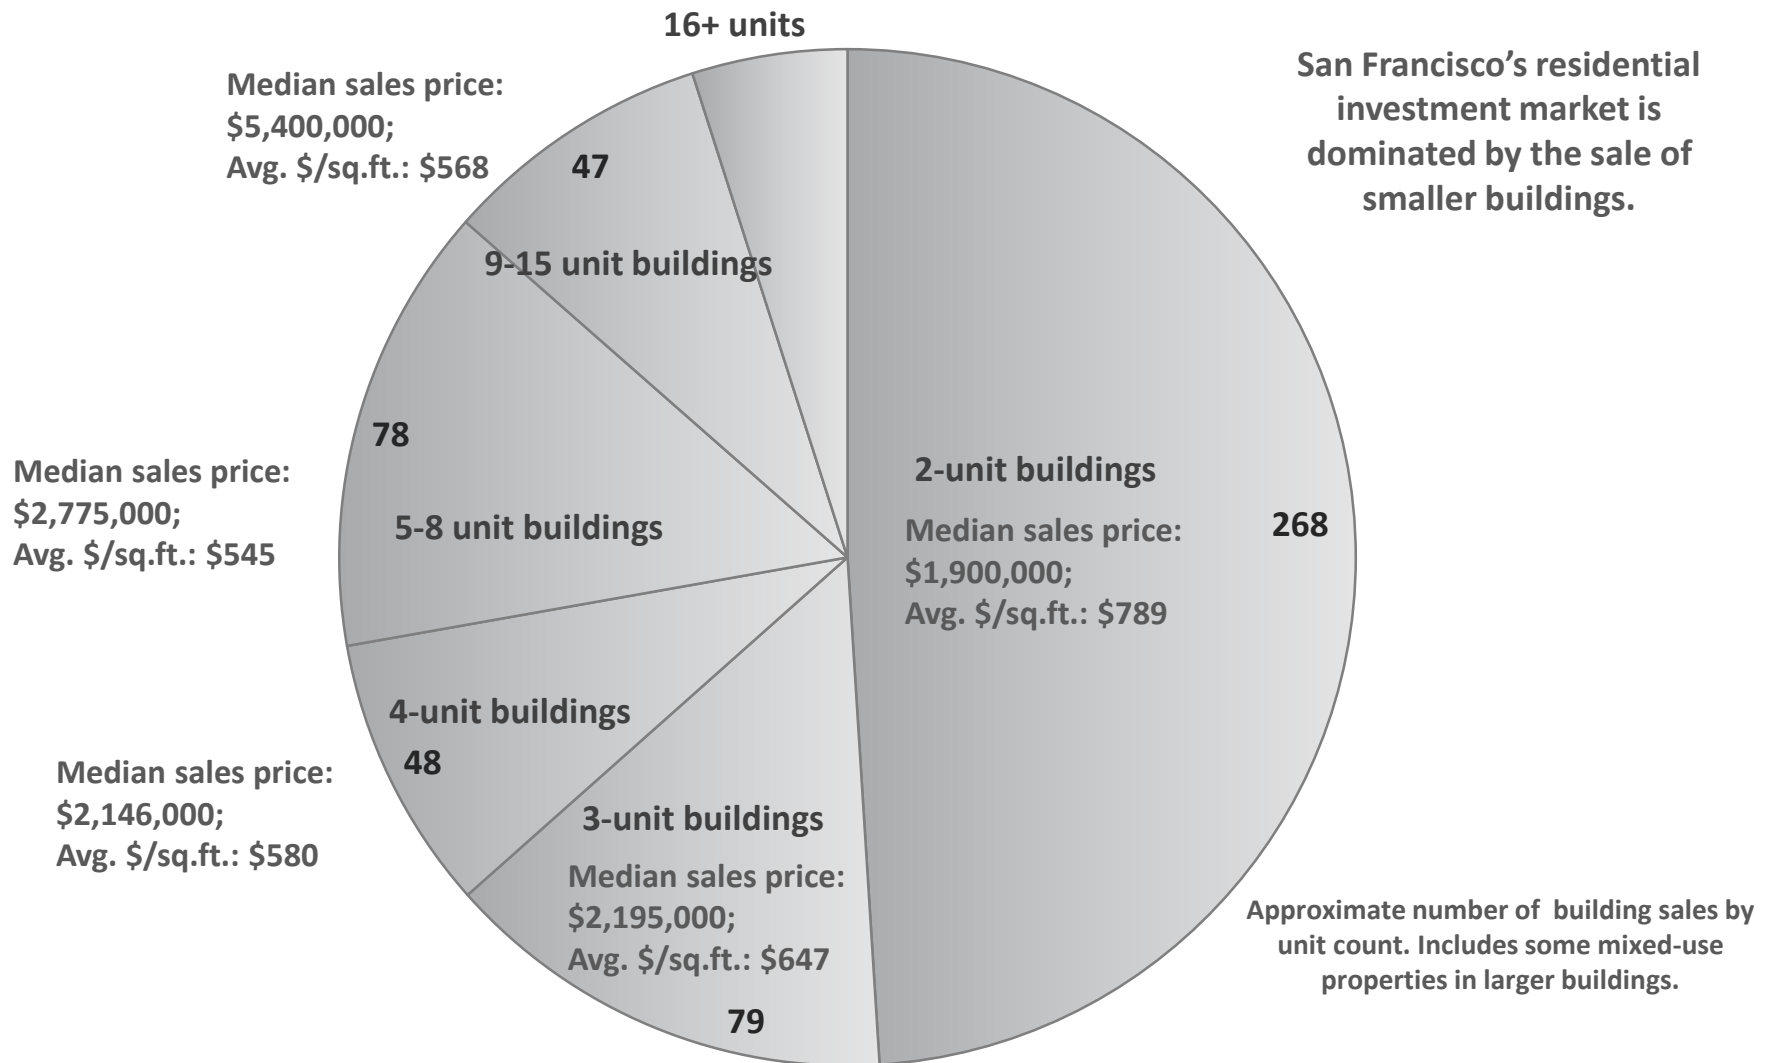 16+ units
San Francisco’s residential
investment market is
dominated by the sale of
smaller buildings.
Median sales price:
$5,400,000;
Avg. $/sq.ft.: $568
47
9-15 unit buildings
78
Median sales price:
$2,775,000;
Avg. $/sq.ft.: $545
5-8 unit buildings
2-unit buildings
Median sales price:
$1,900,000;
Avg. $/sq.ft.: $789
268
4-unit buildings
48
Median sales price:
$2,146,000;
Avg. $/sq.ft.: $580
3-unit buildings
Median sales price:
$2,195,000;
Avg. $/sq.ft.: $647
79
Approximate number of building sales by
unit count. Includes some mixed-use
properties in larger buildings.